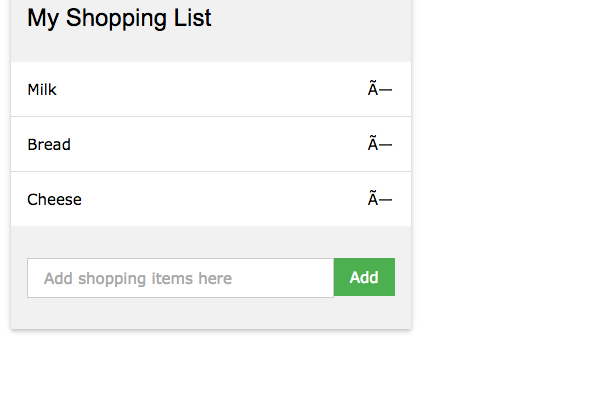 My Shopping List
Milk Ã—
Bread Ã—
Cheese Ã—
Add shopping items here Add